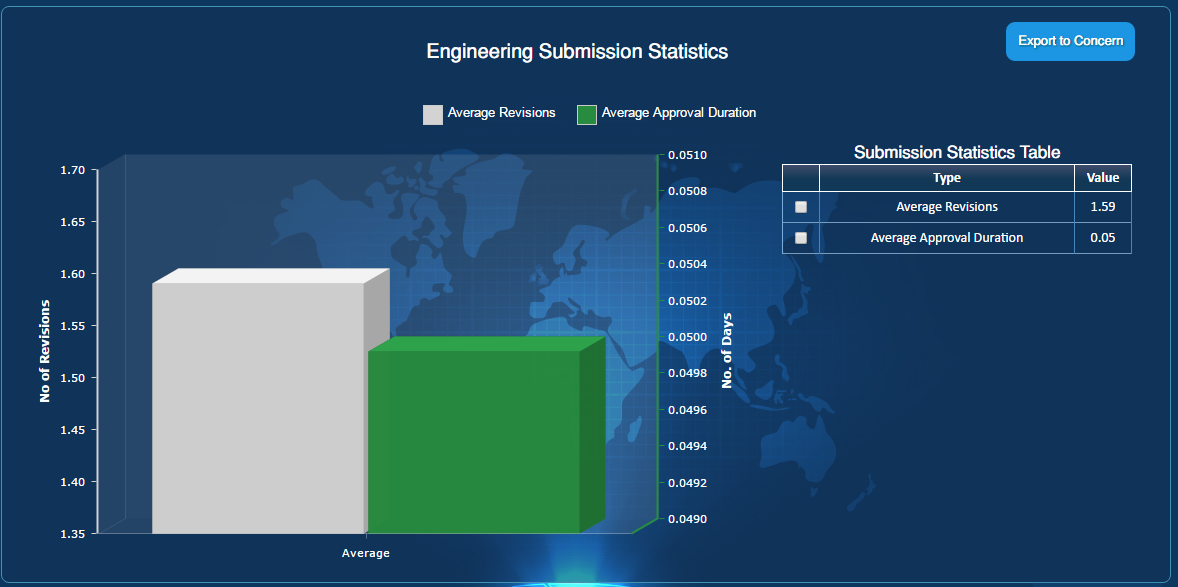 Engineering Submission Statistics
Export to Concern
Average Revisions
Average Approval Duration
Submission Statistics Table
Type Value
Average Revisions 1.59
Average Approval Duration 0.05
No of Revisions
1.70
1.65
1.60
1.55
1.50
1.45
1.40
1.35
Average
0.0510
0.0508
0.0506
0.0504
0.0502
0.0500
0.0498
0.0496
0.0494
0.0492
0.0490
No. of Days